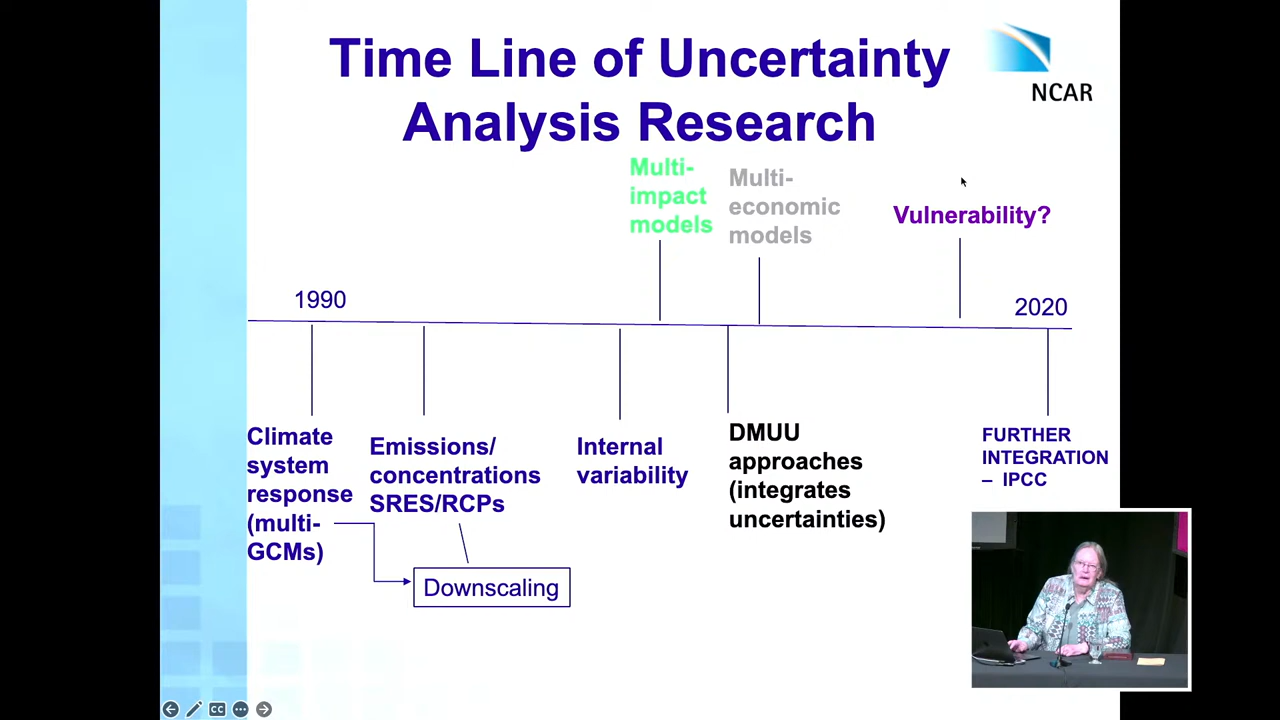 Time Line of Uncertainty
Analysis Research
NCAR
Multi-
impact
models
Multi-
economic
models
Vulnerability?
1990
2020
Climate
system
response
(multi-
GCMs)
Emissions/
concentrations
SRES/RCPs
Internal
variability
DMUU
approaches
(integrates
uncertainties)
FURTHER
INTEGRATION
– IPCC
Downscaling
CC